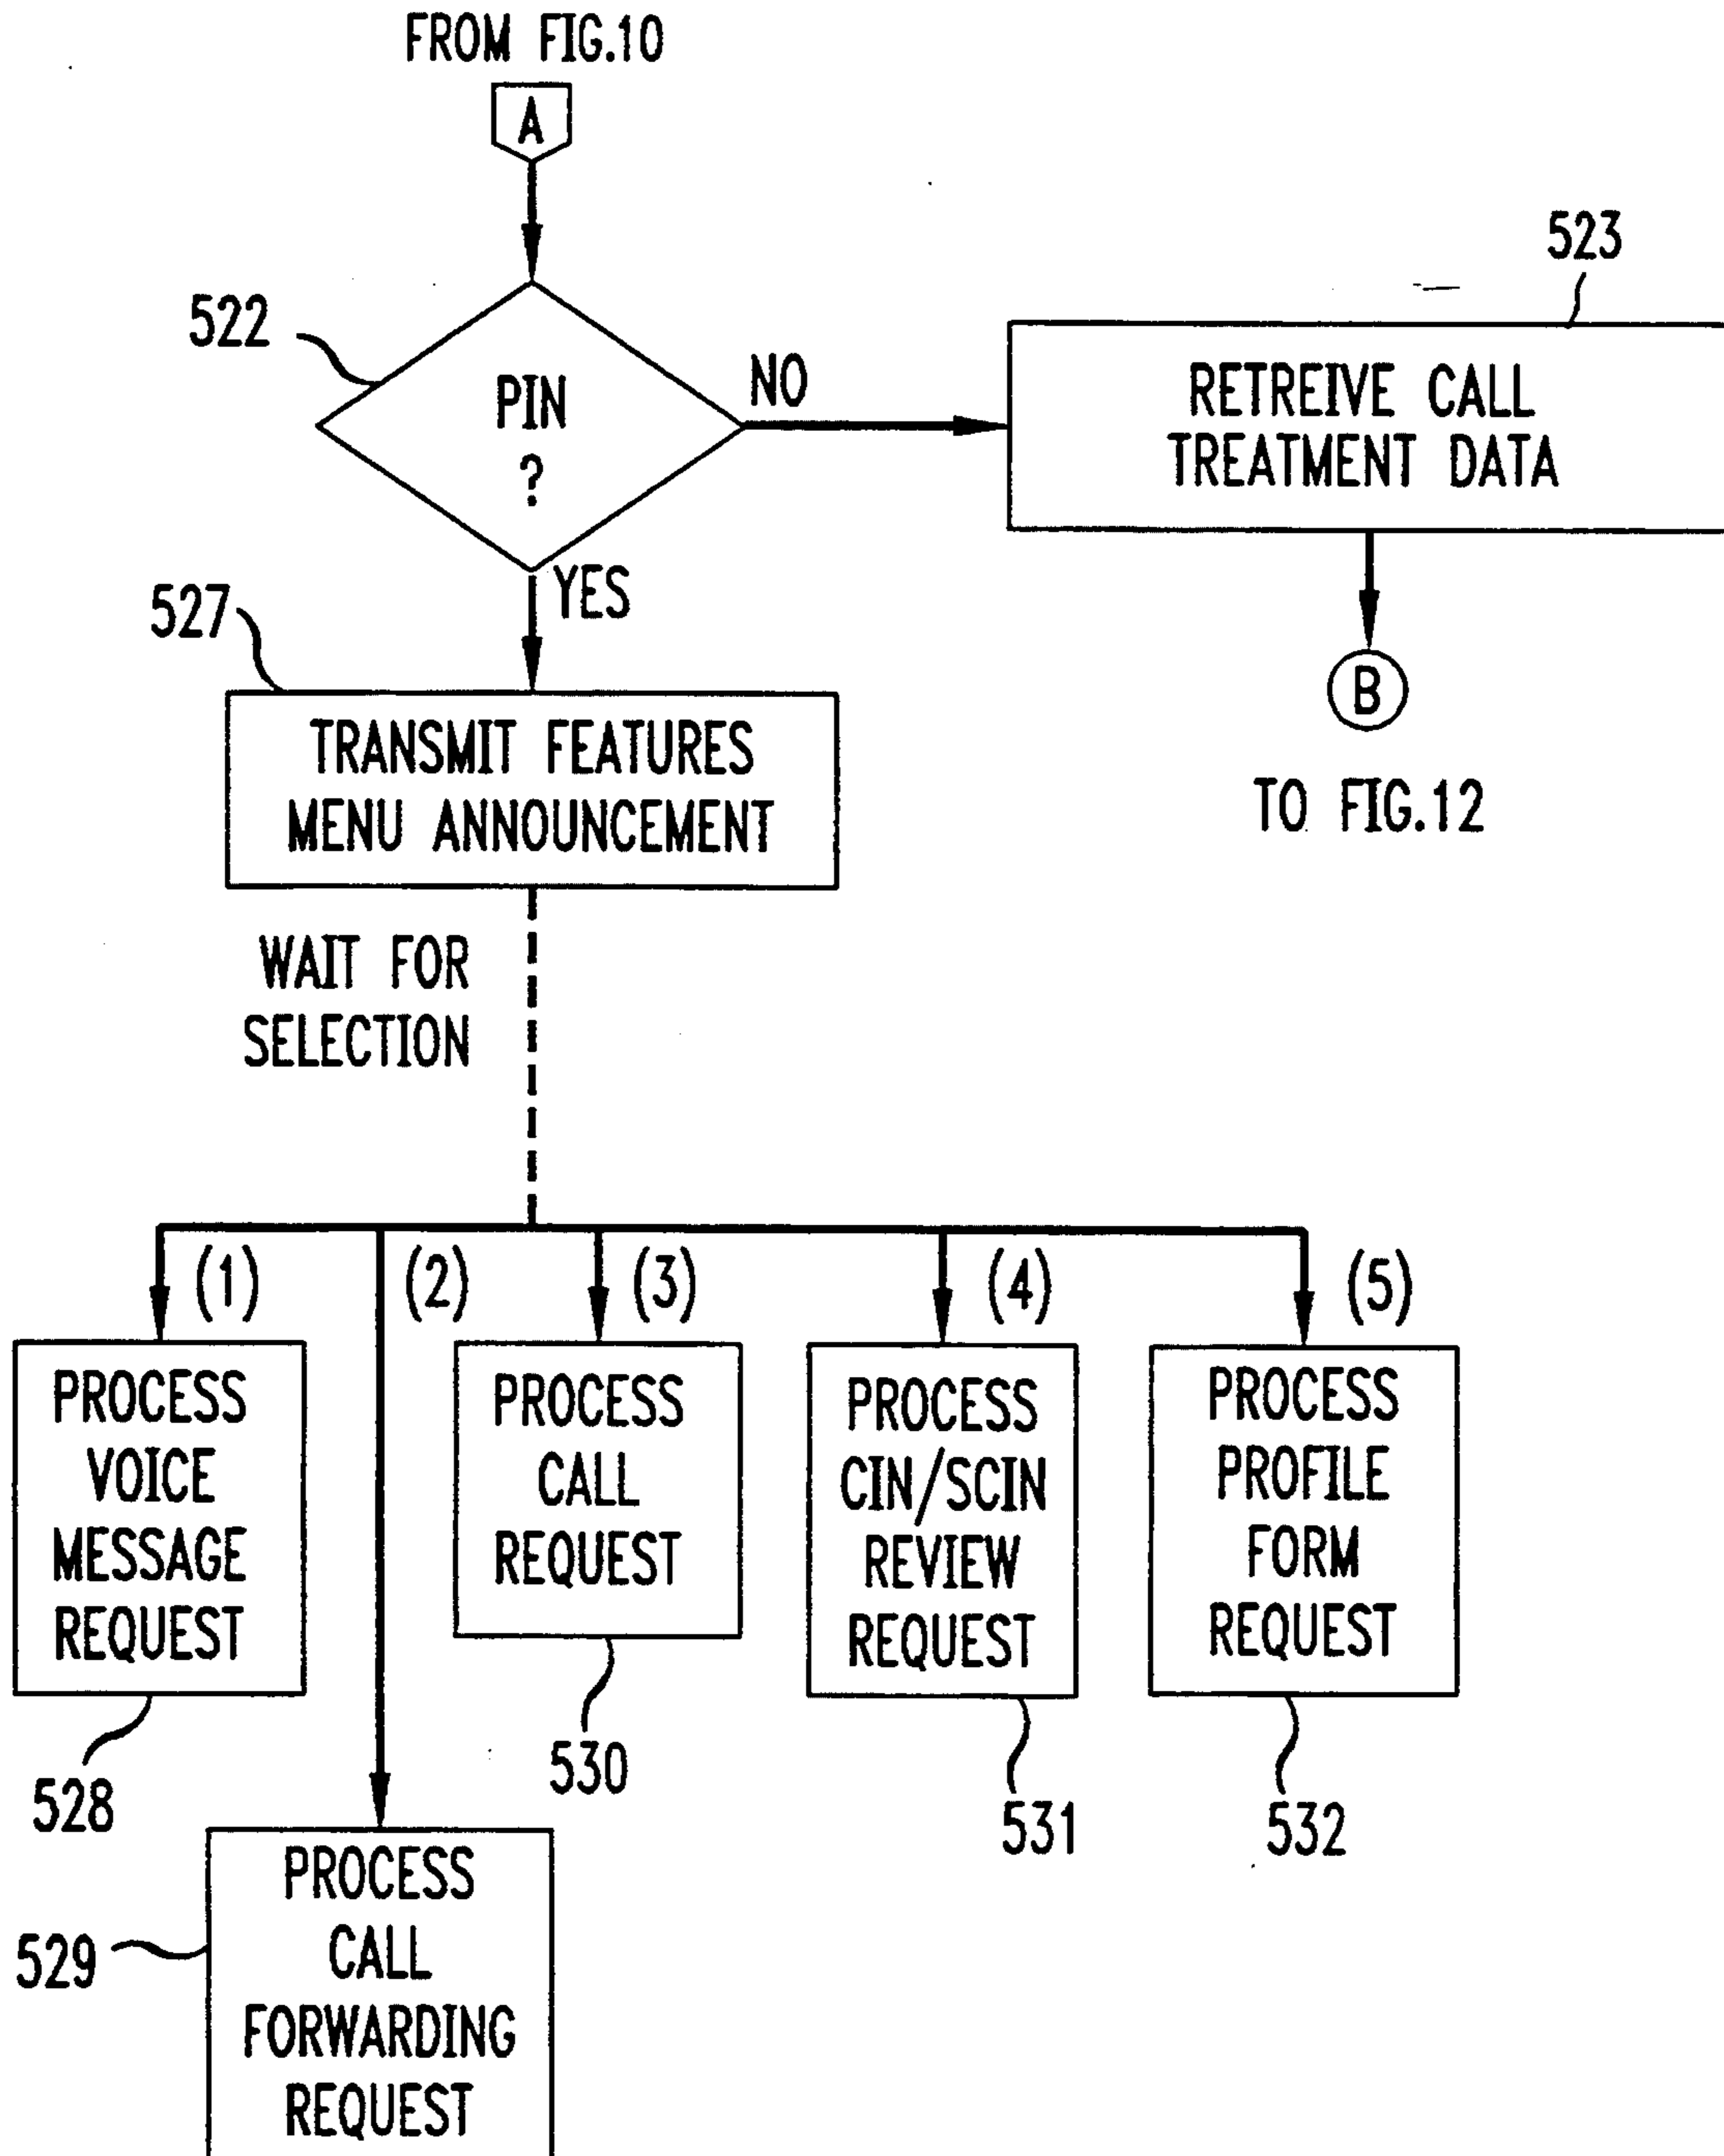 FROM FIG.10
A
522
PIN
?
NO
523
RETREIVE CALL
TREATMENT DATA
YES
B
TO FIG.12
527
TRANSMIT FEATURES
MENU ANNOUNCEMENT
WAIT FOR
SELECTION
(1)
(2)
(3)
(4)
(5)
PROCESS
VOICE
MESSAGE
REQUEST
528
PROCESS
CALL
FORWARDING
REQUEST
529
PROCESS
CALL
REQUEST
530
PROCESS
CIN/SCIN
REVIEW
REQUEST
531
PROCESS
PROFILE
FORM
REQUEST
532